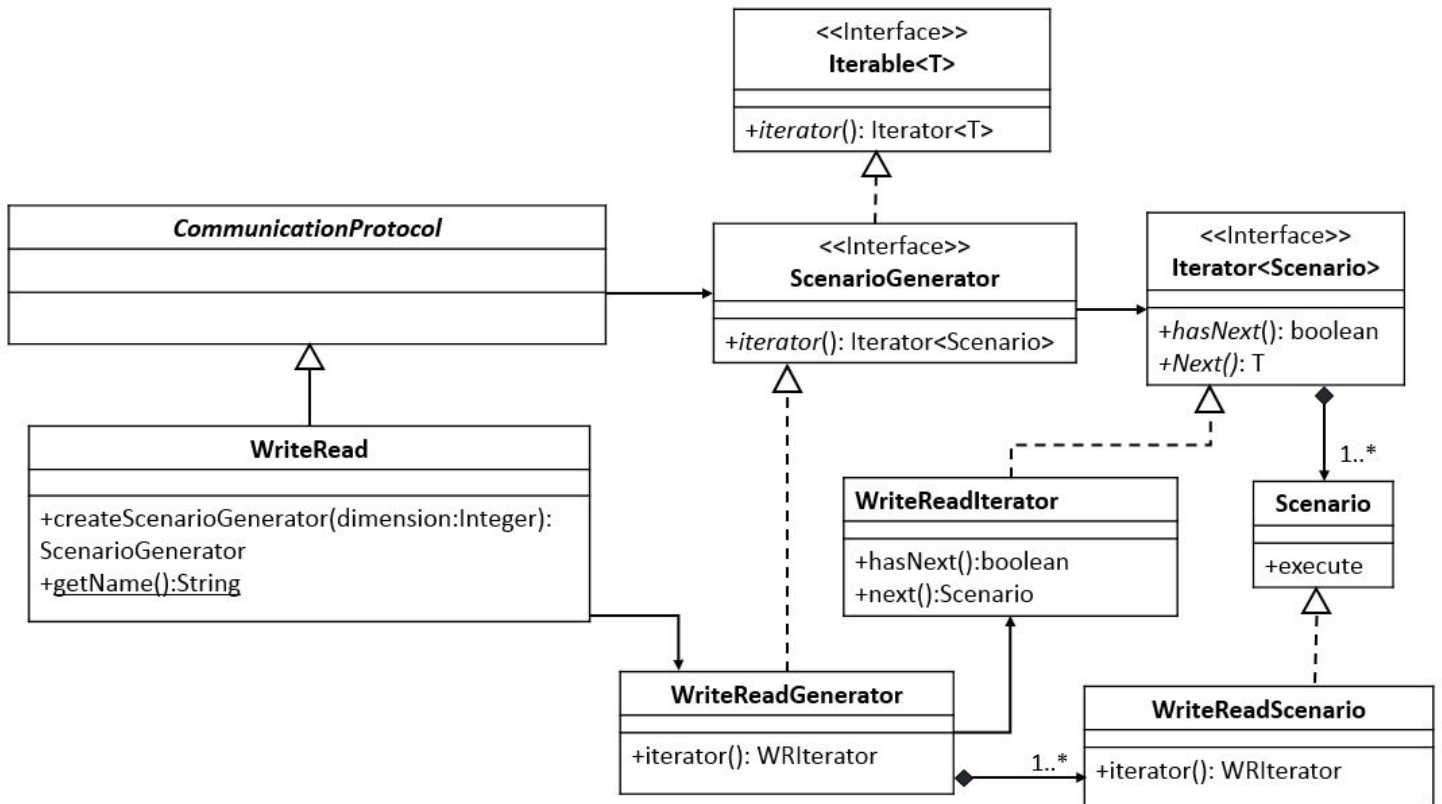 <<Interface>>
Iterable<T>
+iterator(): Iterator<T>
CommunicationProtocol
<<Interface>>
ScenarioGenerator
+iterator(): Iterator<Scenario>
<<Interface>>
Iterator<Scenario>
+hasNext(): boolean
+Next(): T
WriteRead
+createScenarioGenerator(dimension:Integer):
ScenarioGenerator
+getName():String
WriteReadIterator
+hasNext():boolean
+next():Scenario
1..*
Scenario
+execute
WriteReadGenerator
+iterator(): WRIterator
1..*
WriteReadScenario
+iterator(): WRIterator